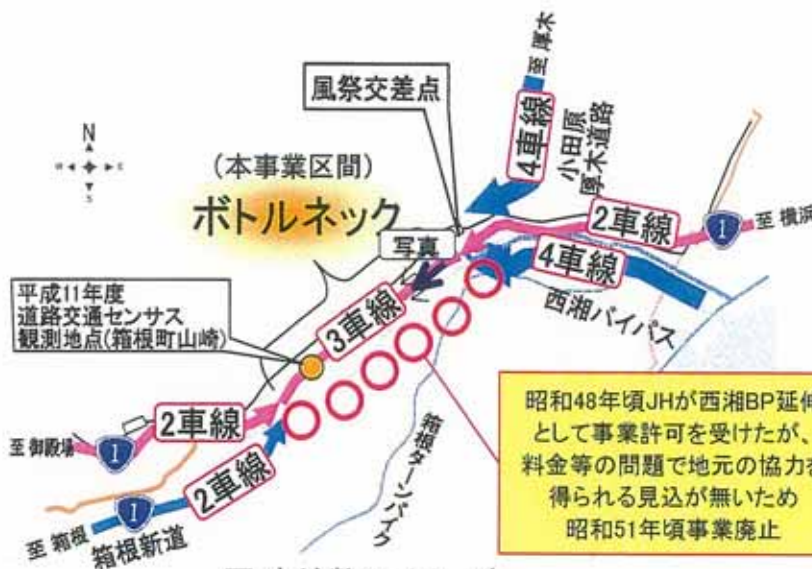 至 厚木
風祭交差点
4車線
小田原
厚木道路
N
W
E
S
(本事業区間)
ボトルネック
2車線
1
至 横浜
写真
4車線
西湘バイパス
平成11年度
道路交通センサス
観測地点(箱根町山崎)
3車線
2車線
至 御殿場
1
2車線
1
至 箱根
箱根新道
箱根ターンパイク
昭和48年頃JHが西湘BP延伸
として事業許可を受けたが、
料金等の問題で地元の協力を
得られる見込が無いため
昭和51年頃事業廃止